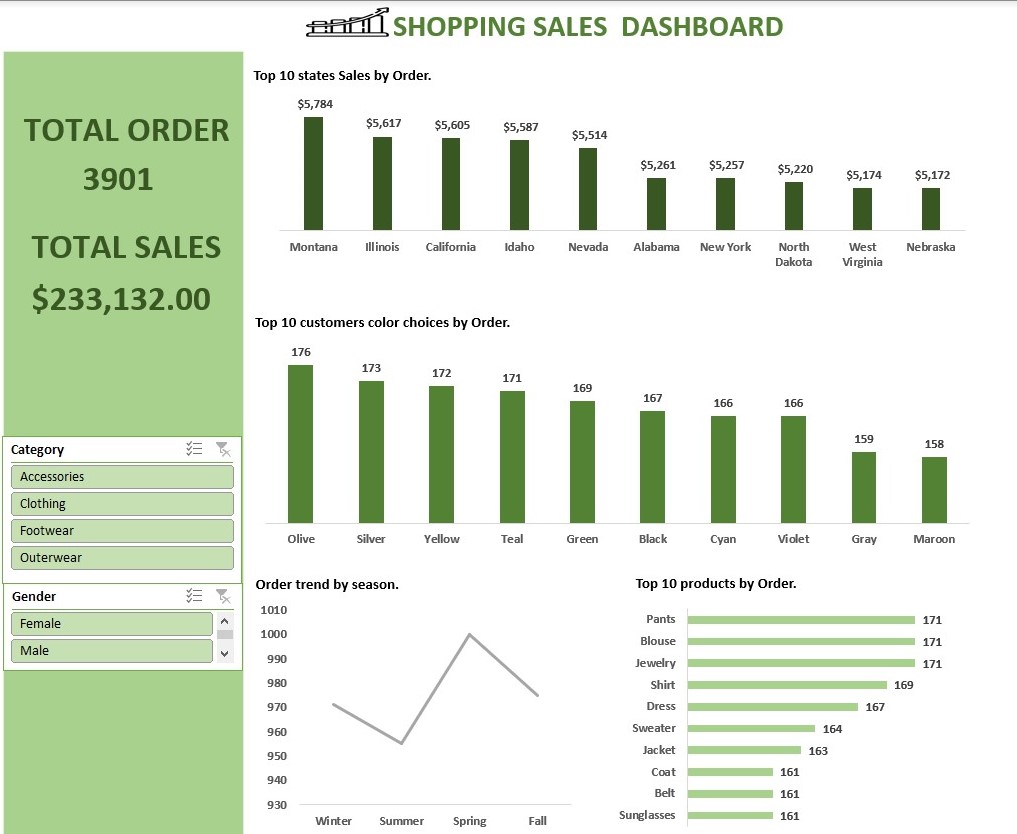 SHOPPING SALES DASHBOARD
TOTAL ORDER
3901
TOTAL SALES
$233,132.00
Category
Accessories
Clothing
Footwear
Outerwear
Gender
Female
Male
Top 10 states Sales by Order.
$5,784
$5,617
$5,605
$5,587
$5,514
$5,261
$5,257
$5,220
$5,174
$5,172
Montana
Illinois
California
Idaho
Nevada
Alabama
New York
North
Dakota
West
Virginia
Nebraska
Top 10 customers color choices by Order.
176
173
172
171
169
167
166
166
159
158
Olive
Silver
Yellow
Teal
Green
Black
Cyan
Violet
Gray
Maroon
Order trend by season.
1010
1000
990
980
970
960
950
940
930
Winter
Summer
Spring
Fall
Top 10 products by Order.
Pants 171
Blouse 171
Jewelry 171
Shirt 169
Dress 167
Sweater 164
Jacket 163
Coat 161
Belt 161
Sunglasses 161